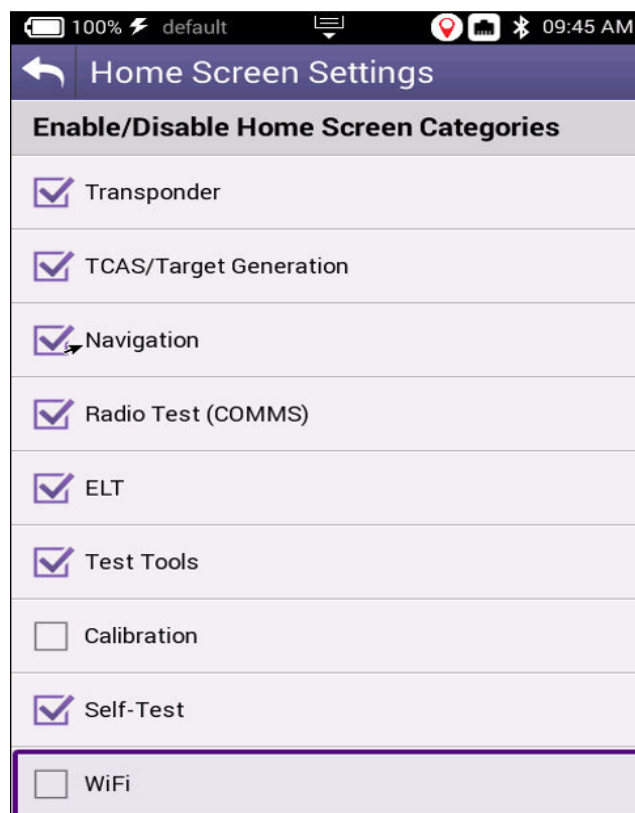 100% default 09:45 AM
Home Screen Settings
Enable/Disable Home Screen Categories
Transponder
TCAS/Target Generation
Navigation
Radio Test (COMMS)
ELT
Test Tools
Calibration
Self-Test
WiFi